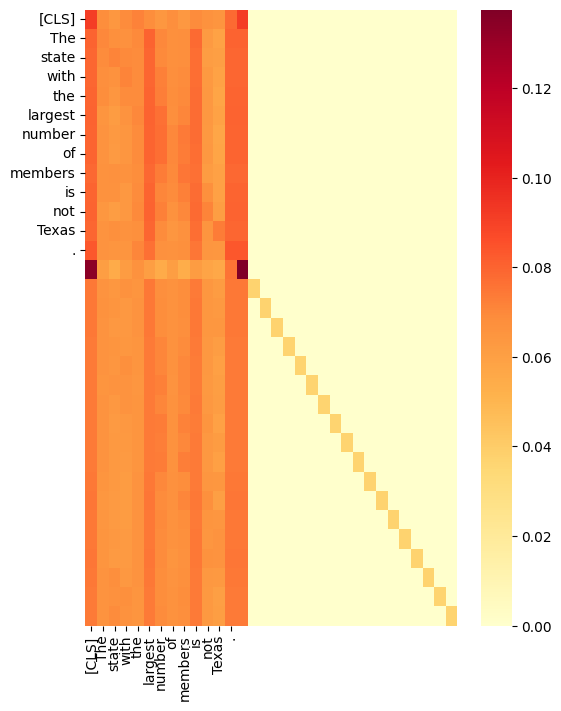 [CLS]
The
state
with
the
largest
number
of
members
is
not
Texas
.
0.12
0.10
0.08
0.06
0.04
0.02
0.00
[CLS]
The
state
with
the
largest
number
of
members
is
not
Texas
.